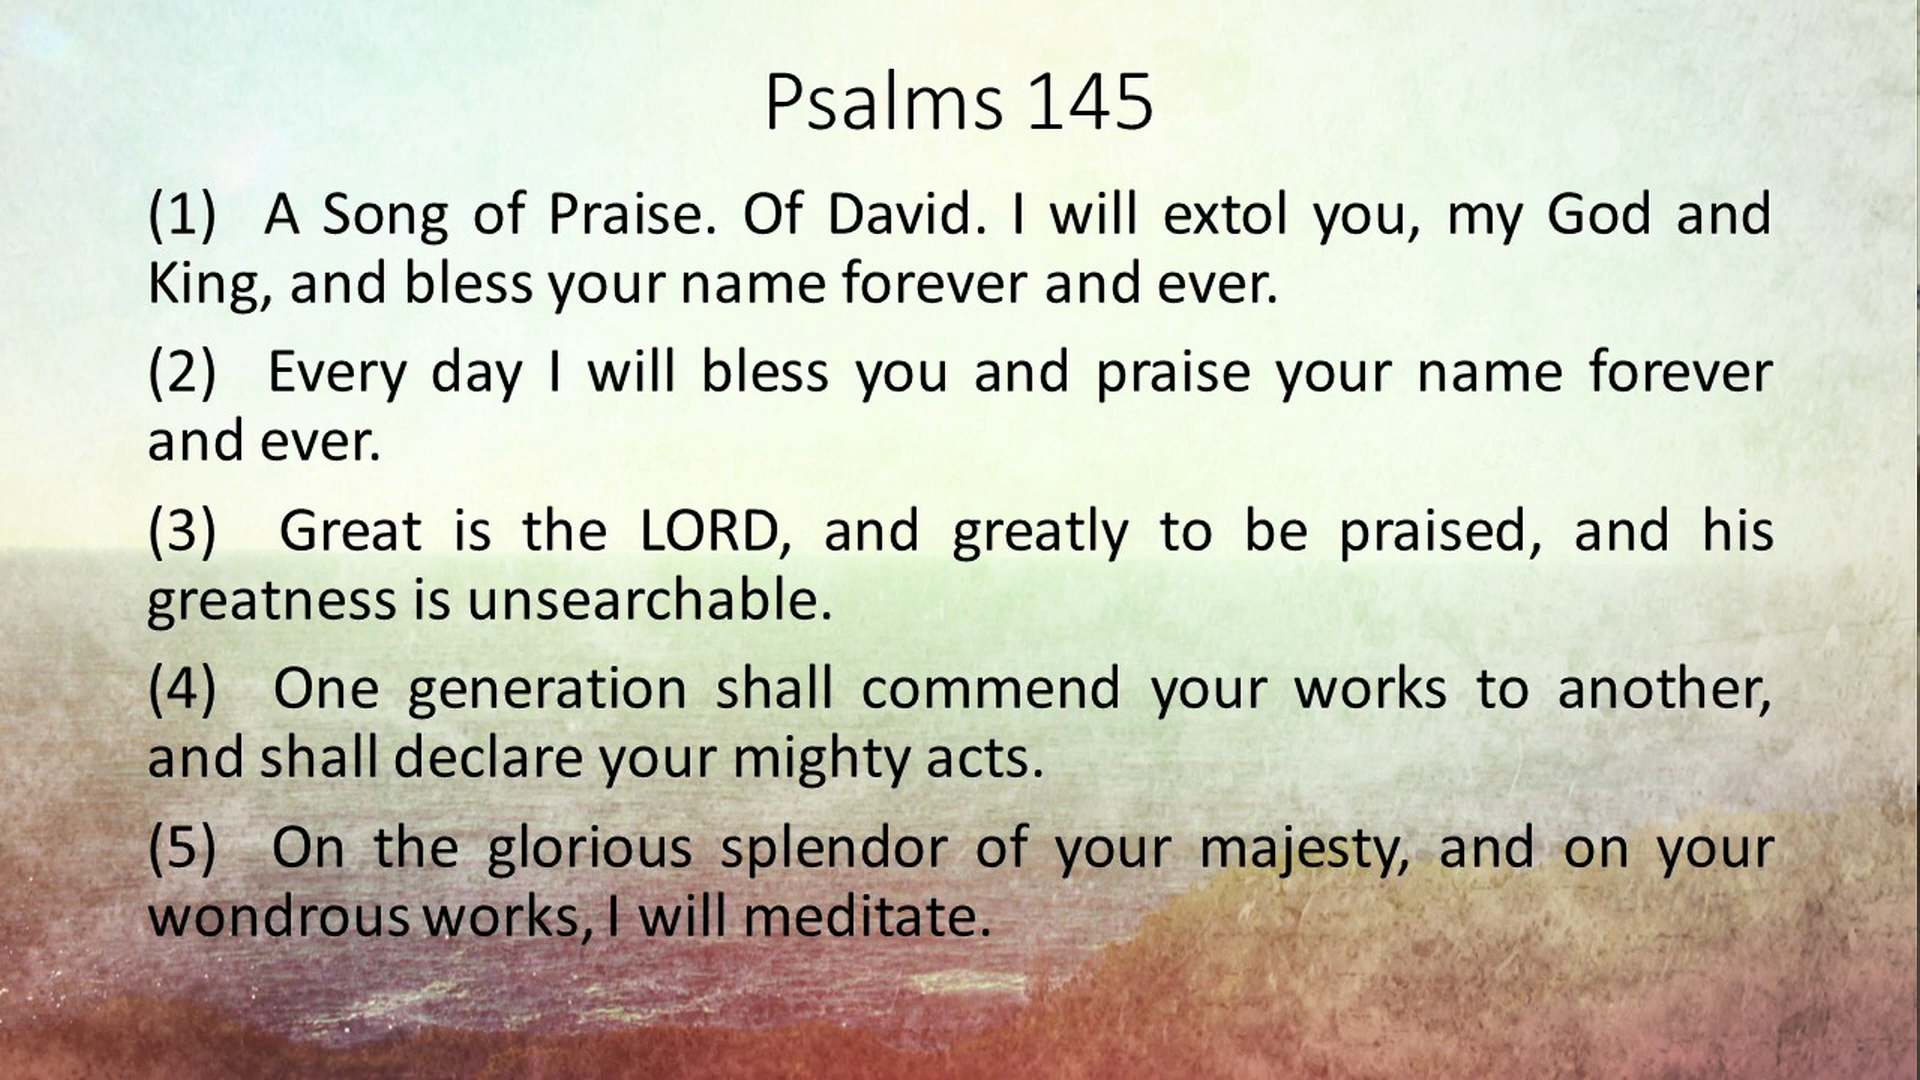 Psalms 145
(1) A Song of Praise. Of David. I will extol you, my God and
King, and bless your name forever and ever.
(2) Every day I will bless you and praise your name forever
and ever.
(3) Great is the LORD, and greatly to be praised, and his
greatness is unsearchable.
(4) One generation shall commend your works to another,
and shall declare your mighty acts.
(5) On the glorious splendor of your majesty, and on your
wondrous works, I will meditate.